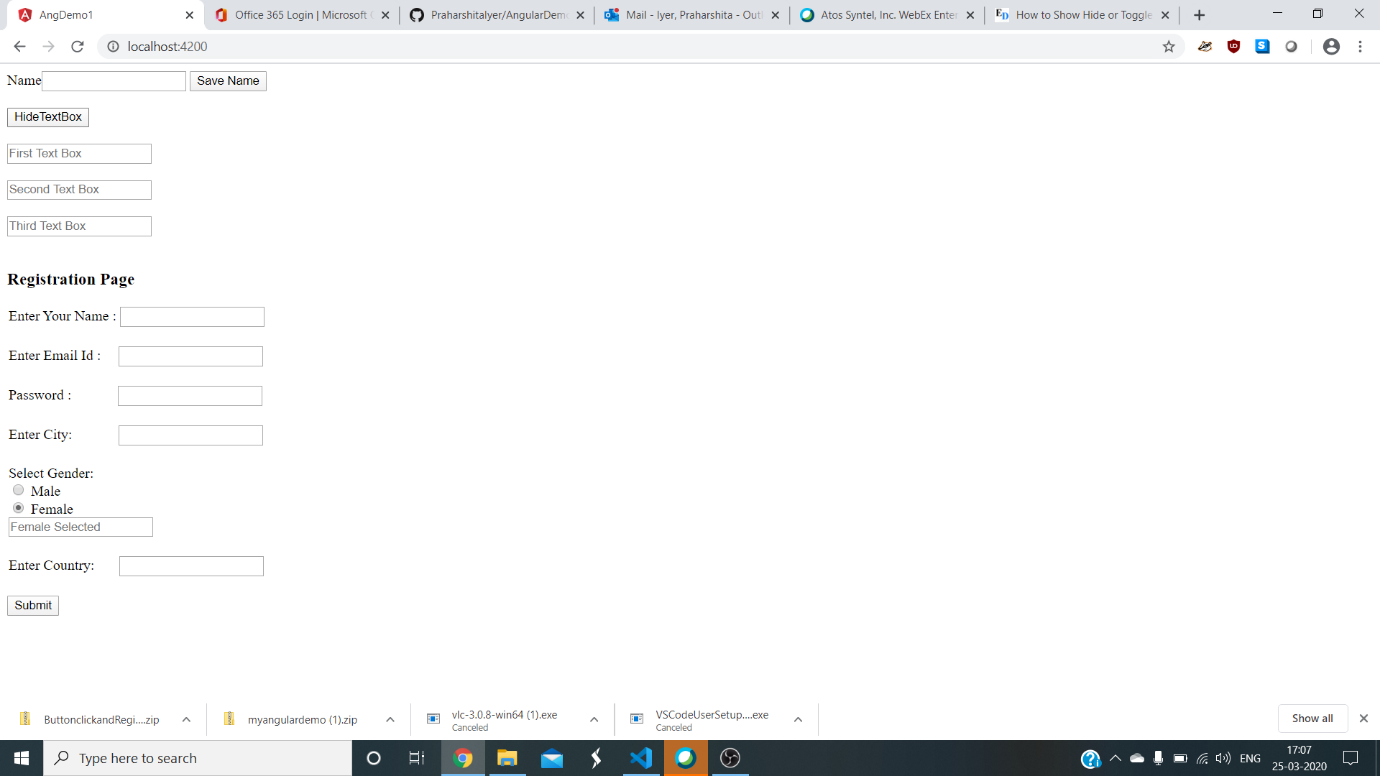 AngDemo1
Office 365 Login | Microsoft
PraharshitaIyer/AngularDem
Mail - Iyer, Praharshita - Out
Atos Syntel, Inc. WebEx Enter
How to Show Hide or Toggle
localhost:4200
Name
Save Name
HideTextBox
First Text Box
Second Text Box
Third Text Box
Registration Page
Enter Your Name :
Enter Email Id :
Password :
Enter City:
Select Gender:
Male
Female
Female Selected
Enter Country:
Submit
ButtonclickandRegi....zip
myangulardemo (1).zip
vlc-3.0.8-win64 (1).exe
Canceled
VSCodeUserSetup....exe
Canceled
Show all
Type here to search
ENG
17:07
25-03-2020